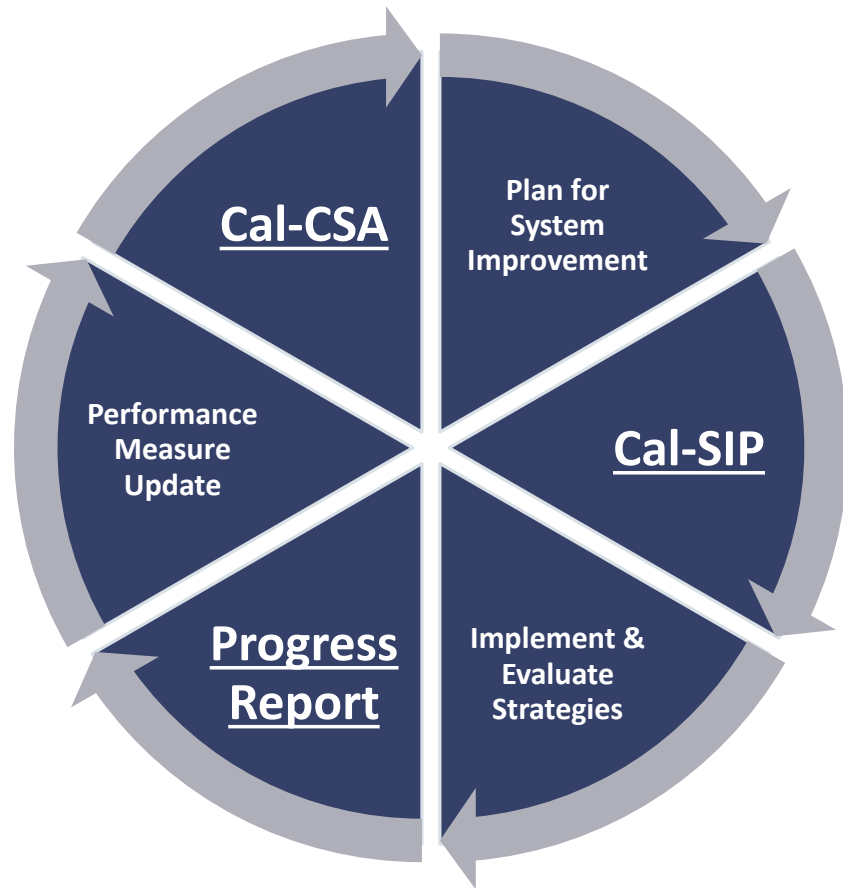 Cal-CSA
Plan for
System
Improvement
Cal-SIP
Implement &
Evaluate
Strategies
Progress
Report
Performance
Measure
Update